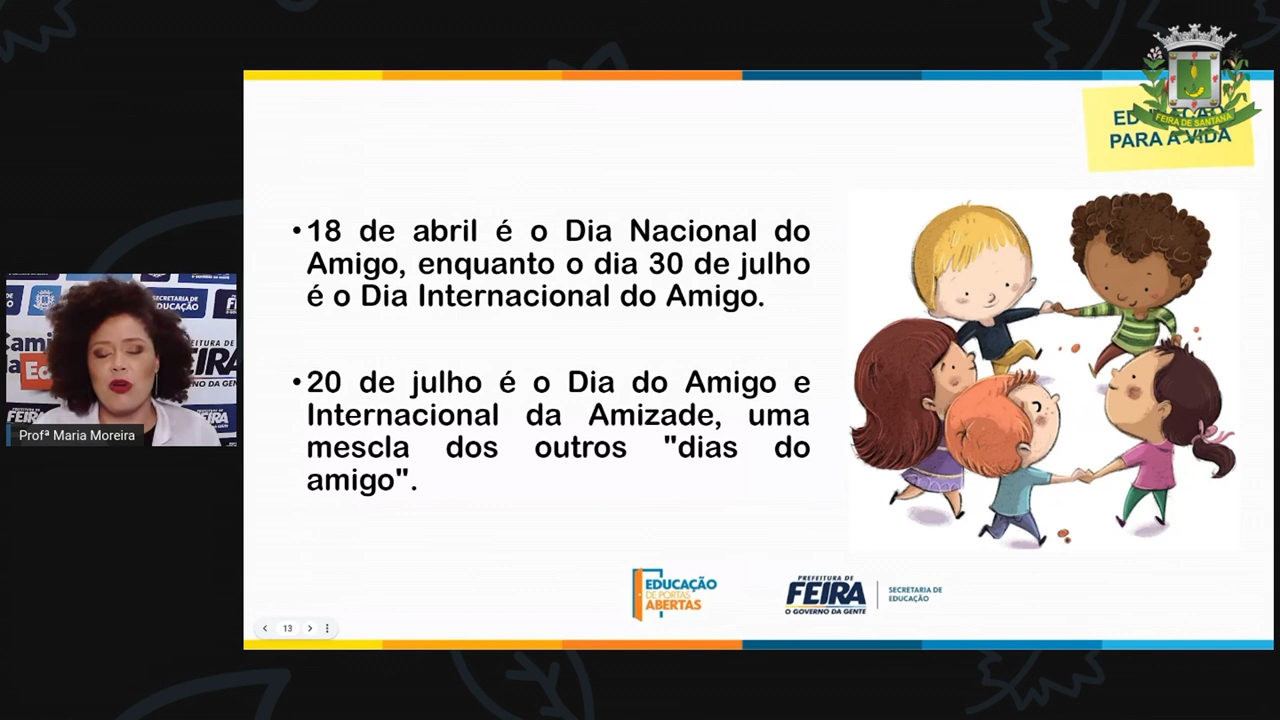 FEIRA DE SANTANA
PARA A VIDA
•18 de abril é o Dia Nacional do
Amigo, enquanto o dia 30 de julho
é o Dia Internacional do Amigo.
•20 de julho é o Dia do Amigo e
Internacional da Amizade, uma
mescla dos outros "dias do
amigo".
SECRETARIA DE
EDUCAÇÃO
FEIRA
Profª Maria Moreira
EDUCAÇÃO
DE PORTAS
ABERTAS
PREFEITURA DE
FEIRA
O GOVERNO DA GENTE
SECRETARIA DE
EDUCAÇÃO
13